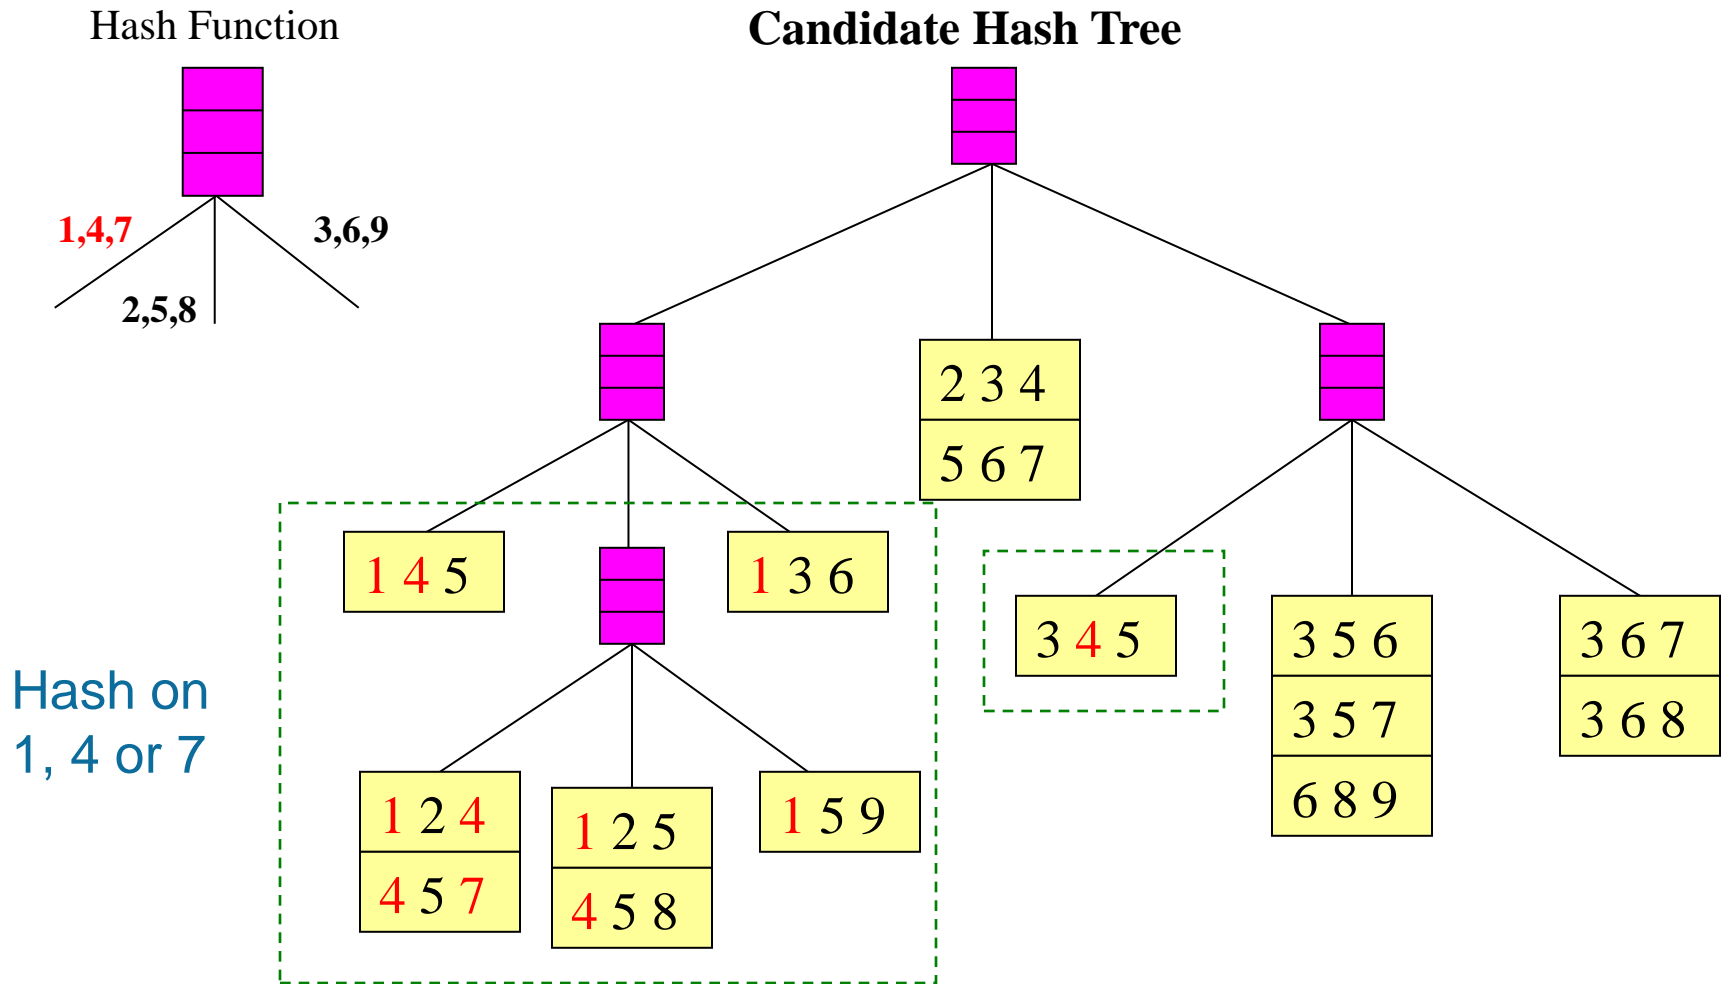 Hash Function
Candidate Hash Tree
1,4,7
3,6,9
2,5,8
2 3 4
5 6 7
1 4 5
1 3 6
3 4 5
3 5 6
3 6 7
Hash on
1, 4 or 7
3 5 7
3 6 8
6 8 9
1 2 4
1 2 5
1 5 9
4 5 7
4 5 8